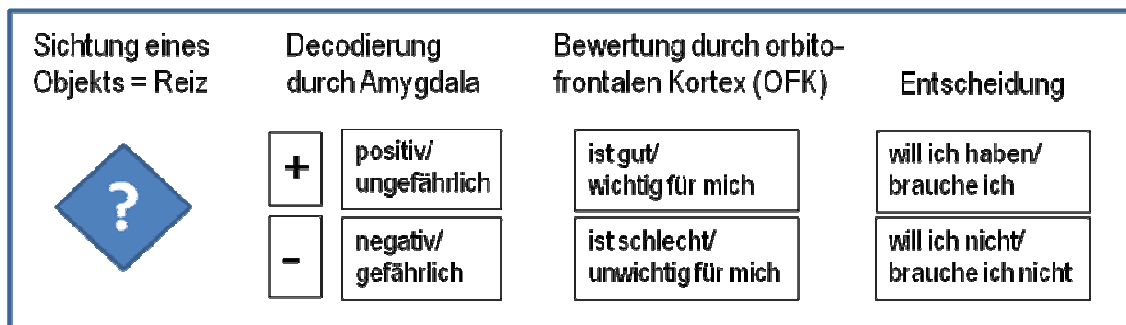 Sichtung eines
Objekts = Reiz
Decodierung
durch Amygdala
Bewertung durch orbito-
frontalen Kortex (OFK)
Entscheidung
?
+
positiv/
ungefährlich
ist gut/
wichtig für mich
will ich haben/
brauche ich
-
negativ/
gefährlich
ist schlecht/
unwichtig für mich
will ich nicht/
brauche ich nicht